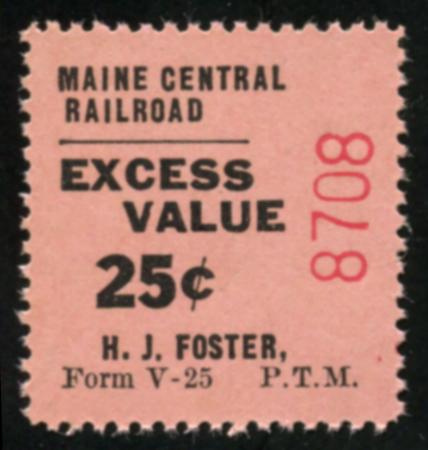 MAINE CENTRAL
RAILROAD
EXCESS
VALUE
25¢
H. J. FOSTER,
Form V-25 P.T.M.
8708